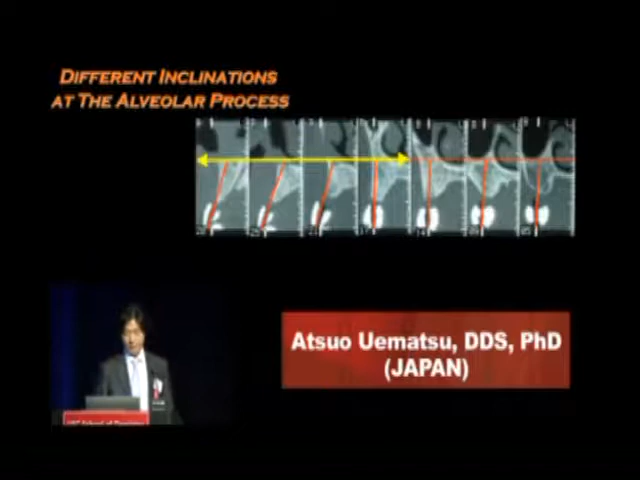 DIFFERENT INCLINATIONS
AT THE ALVEOLAR PROCESS
Atsuo Uematsu, DDS, PhD
(JAPAN)